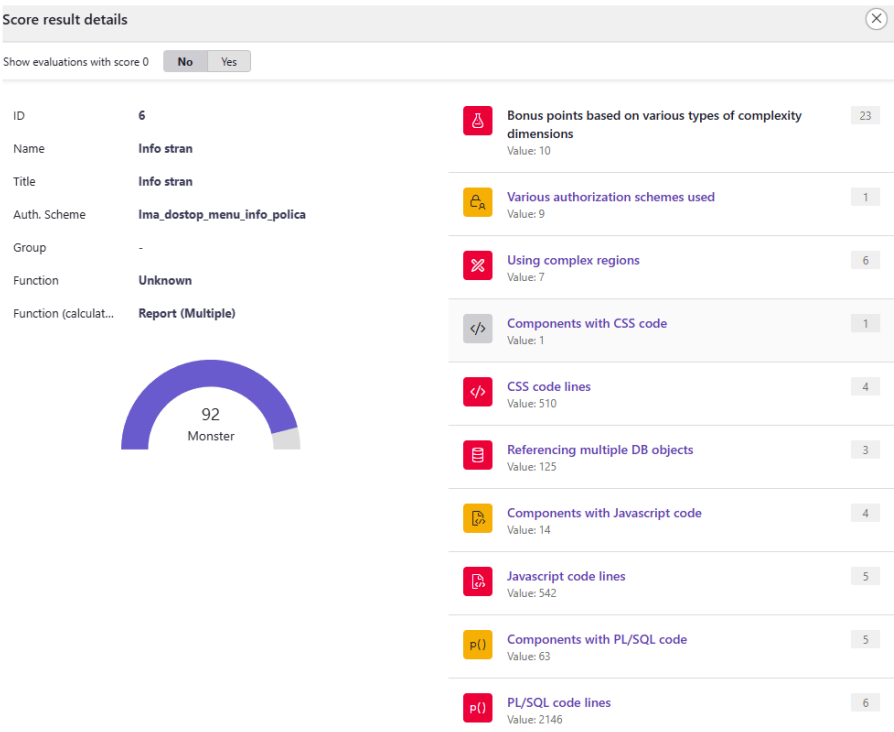 Score result details
Show evaluations with score 0 No Yes
ID 6
Name Info stran
Title Info stran
Auth. Scheme Ima_dostop_menu_info_polica
Group -
Function Unknown
Function (calculat... Report (Multiple)
92
Monster
Bonus points based on various types of complexity 23
dimensions
Value: 10
Various authorization schemes used 1
Value: 9
Using complex regions 6
Value: 7
</> Components with CSS code 1
Value: 1
</> CSS code lines 4
Value: 510
Referencing multiple DB objects 3
Value: 125
Components with Javascript code 4
Value: 14
Javascript code lines 5
Value: 542
p() Components with PL/SQL code 5
Value: 63
p() PL/SQL code lines 6
Value: 2146